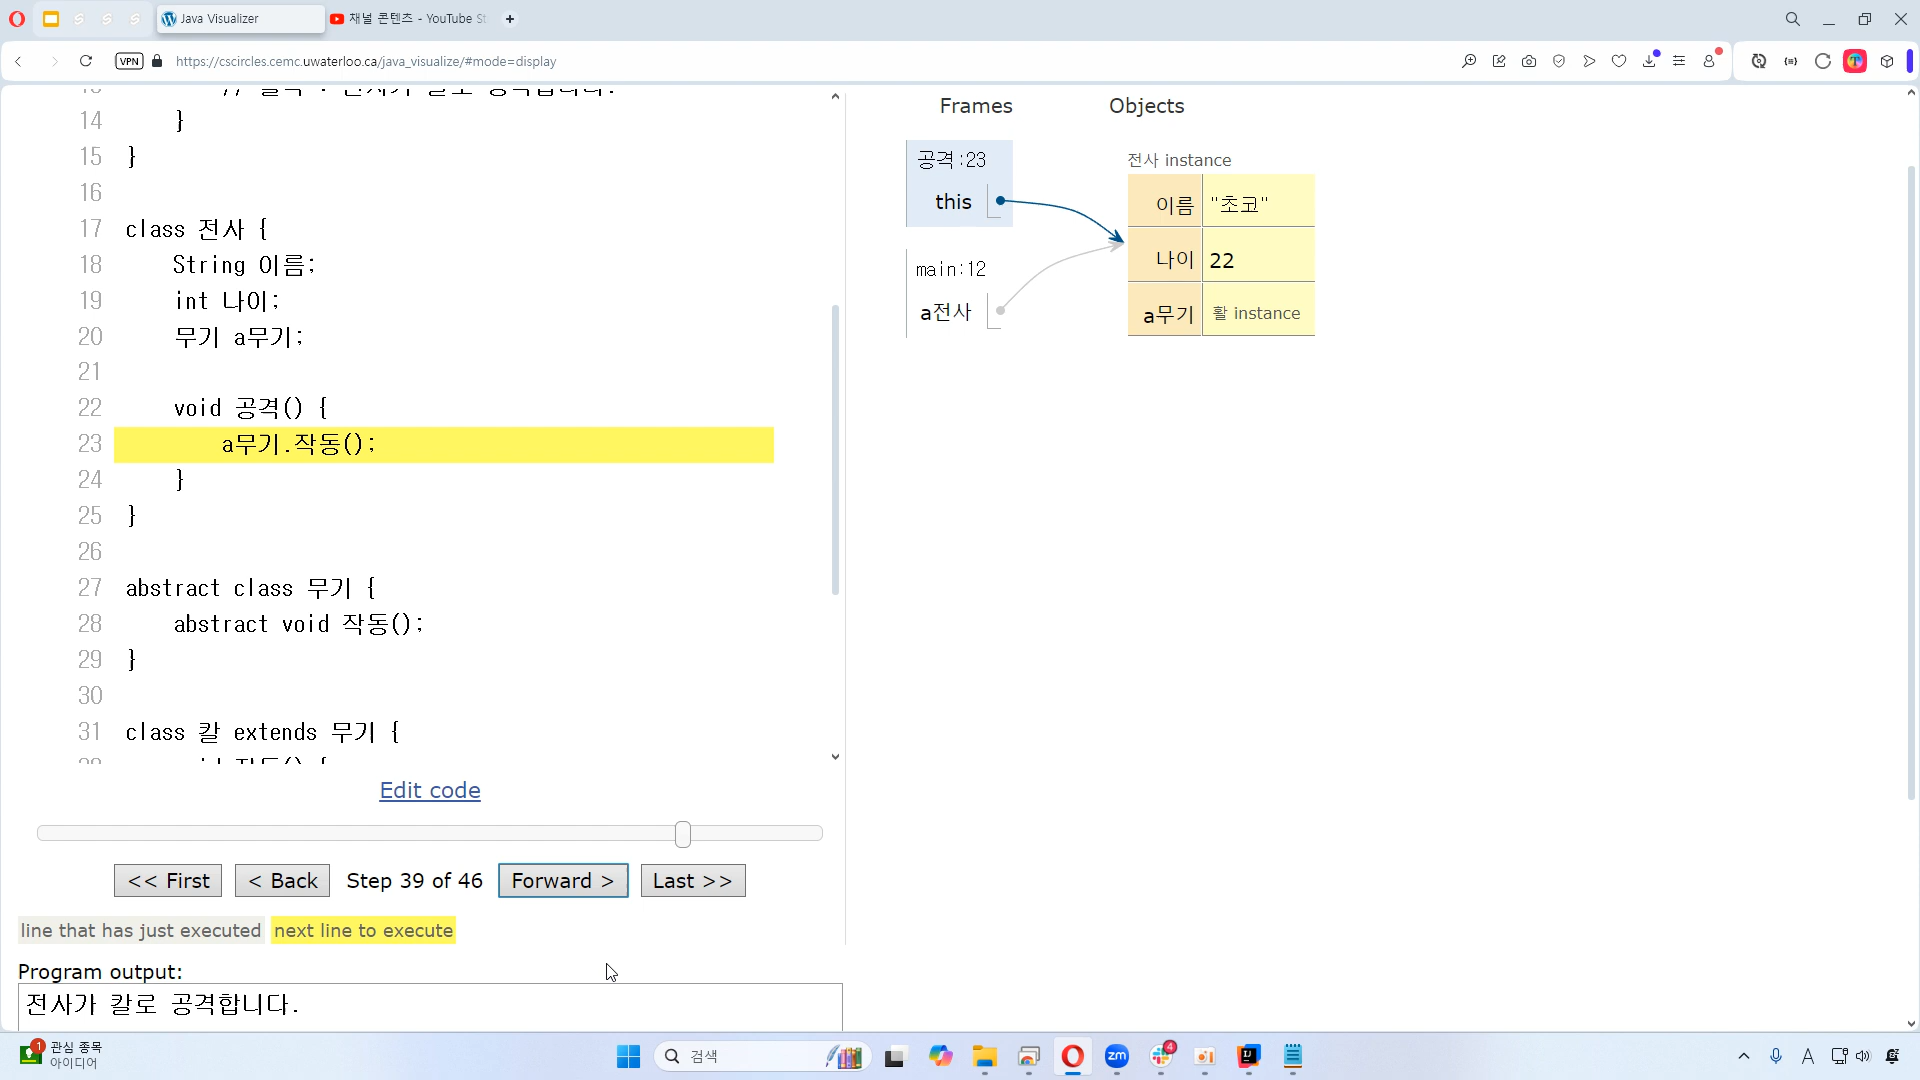 Java Visualizer
채널 콘텐츠 - YouTube St
VPN
https://cscircles.cemc.uwaterloo.ca/java_visualize/#mode=display
14 }
15 }
16
17 class 전사 {
18 String 이름;
19 int 나이;
20 무기 a무기;
21
22 void 공격() {
23 a무기.작동();
24 }
25 }
26
27 abstract class 무기 {
28 abstract void 작동();
29 }
30
31 class 칼 extends 무기 {
Edit code
<< First
< Back
Step 39 of 46
Forward >
Last >>
line that has just executed
next line to execute
Program output:
전사가 칼로 공격합니다.
Frames
Objects
공격:23
this
main:12
a전사
전사 instance
이름 "초코"
나이 22
a무기 활 instance
1
관심 종목
아이디어
검색
zm
4
A